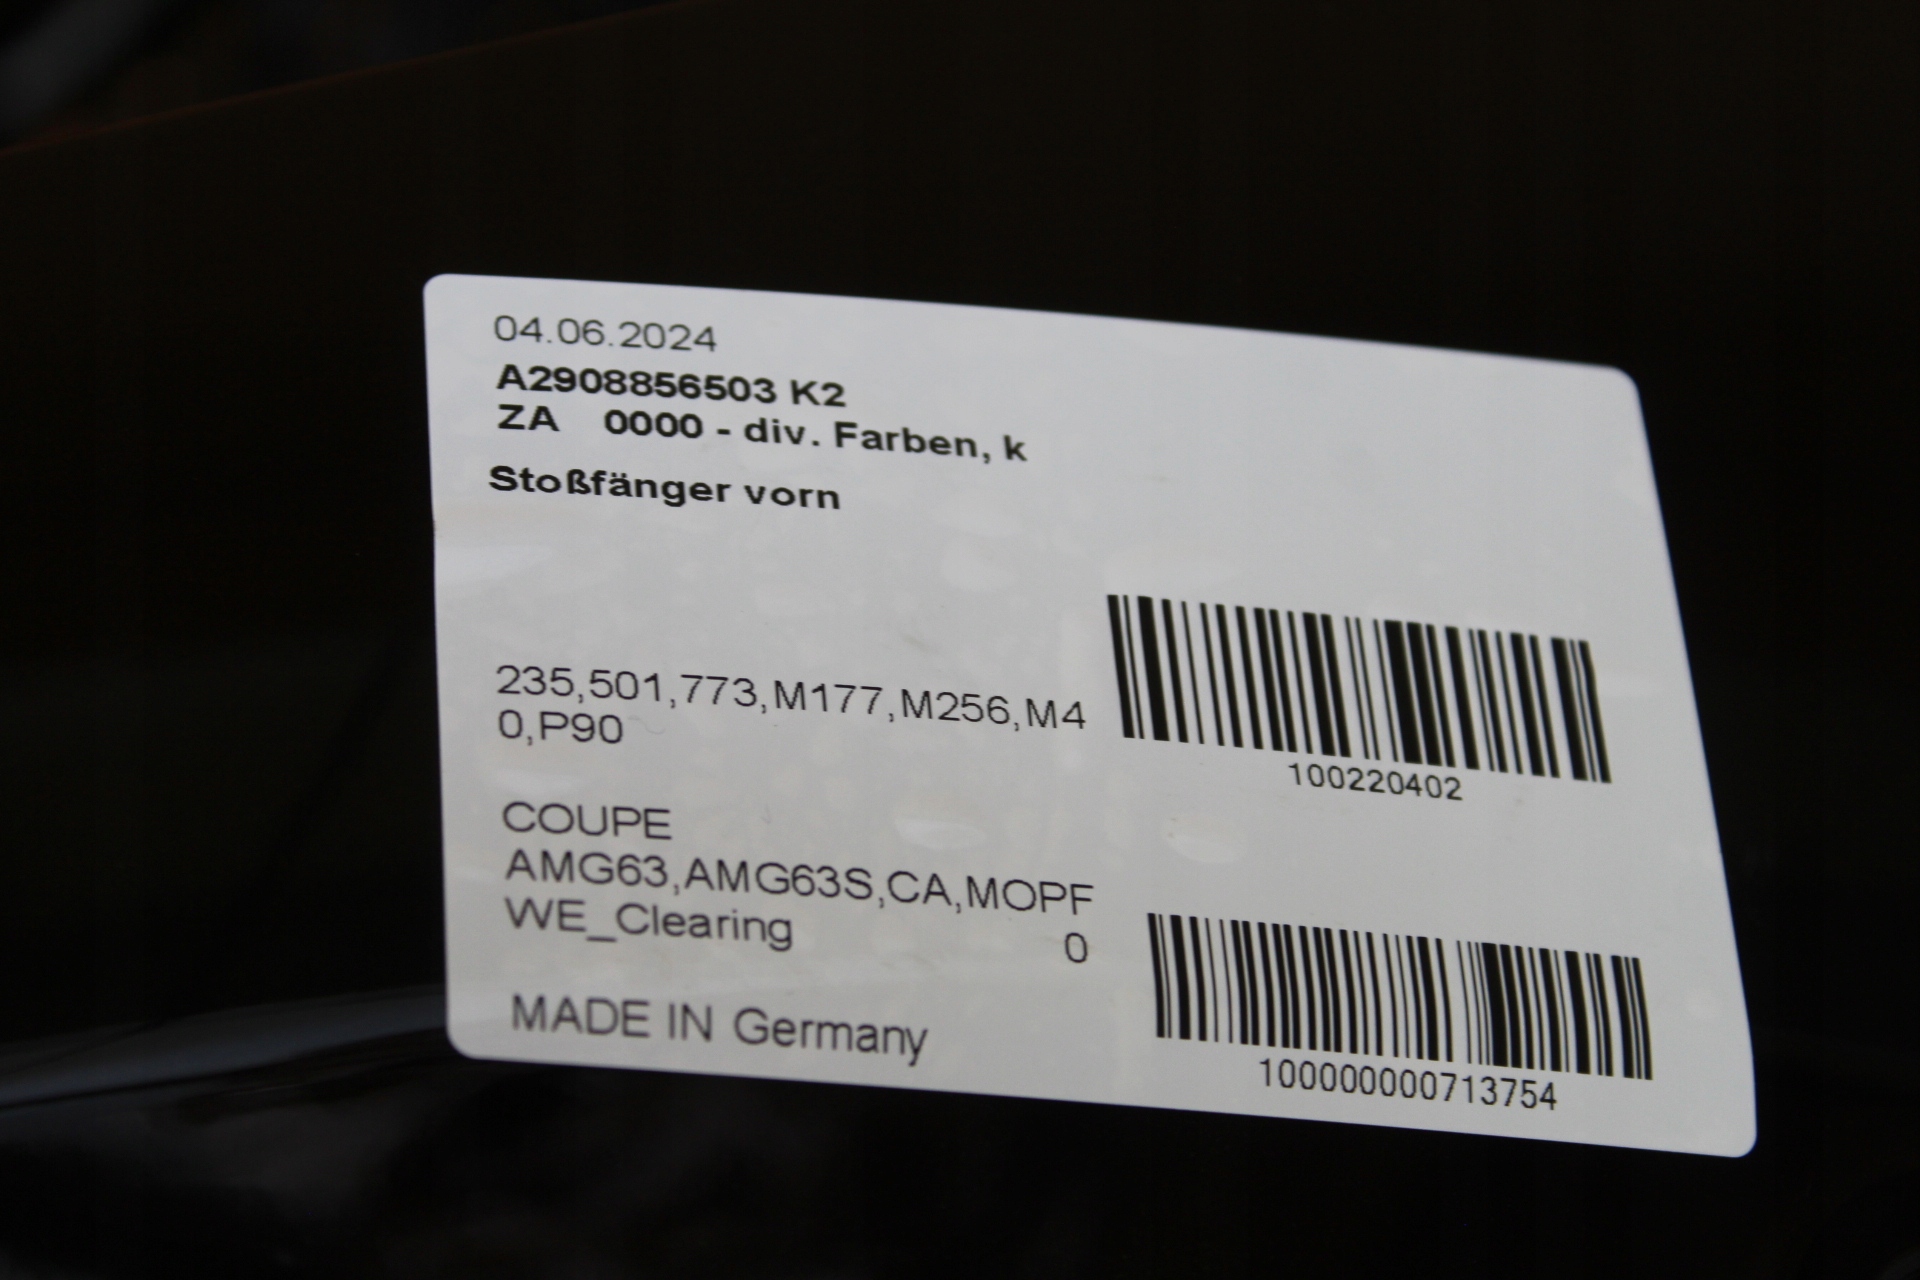 04.06.2024
A2908856503 K2
ZA 0000 - div. Farben, k
Stoßfänger vorn
235,501,773,M177,M256,M4
0,P90
100220402
COUPE
AMG63,AMG63S,CA,MOPF
WE_Clearing 0
MADE IN Germany
100000000713754